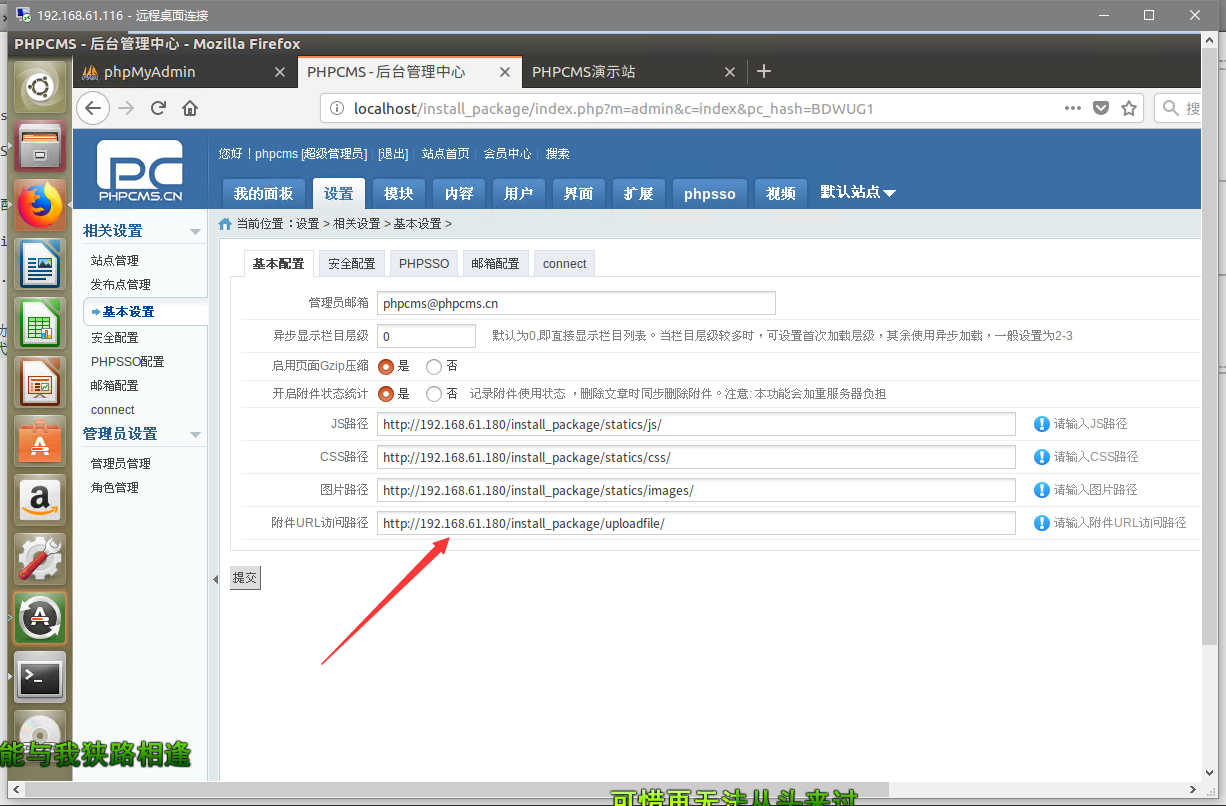 192.168.61.116 - 远程桌面连接
PHPCMS - 后台管理中心 - Mozilla Firefox
phpMyAdmin
PHPCMS - 后台管理中心
PHPCMS演示站
localhost/install_package/index.php?m=admin&c=index&pc_hash=BDWUG1
搜
PC
PHPCMS.CN
您好！phpcms [超级管理员] | [退出] | 站点首页 | 会员中心 | 搜索
我的面板 设置 模块 内容 用户 界面 扩展 phpsso 视频 默认站点
相关设置
站点管理
发布点管理
基本设置
安全配置
PHPSSO配置
邮箱配置
connect
管理员设置
管理员管理
角色管理
当前位置：设置 > 相关设置 > 基本设置 >
基本配置 安全配置 PHPSSO 邮箱配置 connect
管理员邮箱 phpcms@phpcms.cn
异步显示栏目层级 0 默认为0,即直接显示栏目列表。当栏目层级较多时，可设置首次加载层级，其余使用异步加载，一般设置为2-3
启用页面Gzip压缩 是 否
开启附件状态统计 是 否 记录附件使用状态 ，删除文章时同步删除附件。注意: 本功能会加重服务器负担
JS路径 http://192.168.61.180/install_package/statics/js/ 请输入JS路径
CSS路径 http://192.168.61.180/install_package/statics/css/ 请输入CSS路径
图片路径 http://192.168.61.180/install_package/statics/images/ 请输入图片路径
附件URL访问路径 http://192.168.61.180/install_package/uploadfile/ 请输入附件URL访问路径
提交
能与我狭路相逢
可惜再无法从头来过